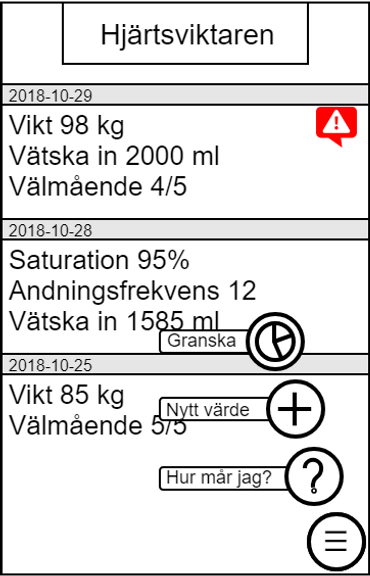 Hjärtsviktaren
2018-10-29
Vikt 98 kg
Vätska in 2000 ml
Välmående 4/5
2018-10-28
Saturation 95%
Andningsfrekvens 12
Vätska in 1585 ml
Granska
2018-10-25
Vikt 85 kg
Nytt värde
Välmående 5/5
Hur mår jag?